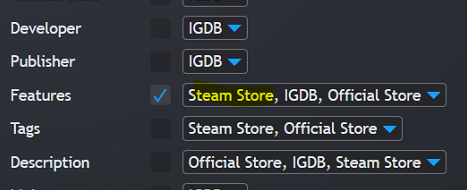 Developer IGDB
Publisher IGDB
Features Steam Store, IGDB, Official Store
Tags Steam Store, Official Store
Description Official Store, IGDB, Steam Store